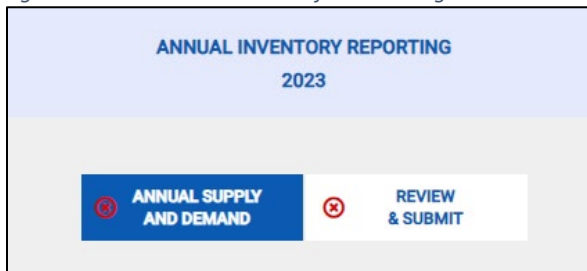 ANNUAL INVENTORY REPORTING
2023
ANNUAL SUPPLY
AND DEMAND
REVIEW
& SUBMIT